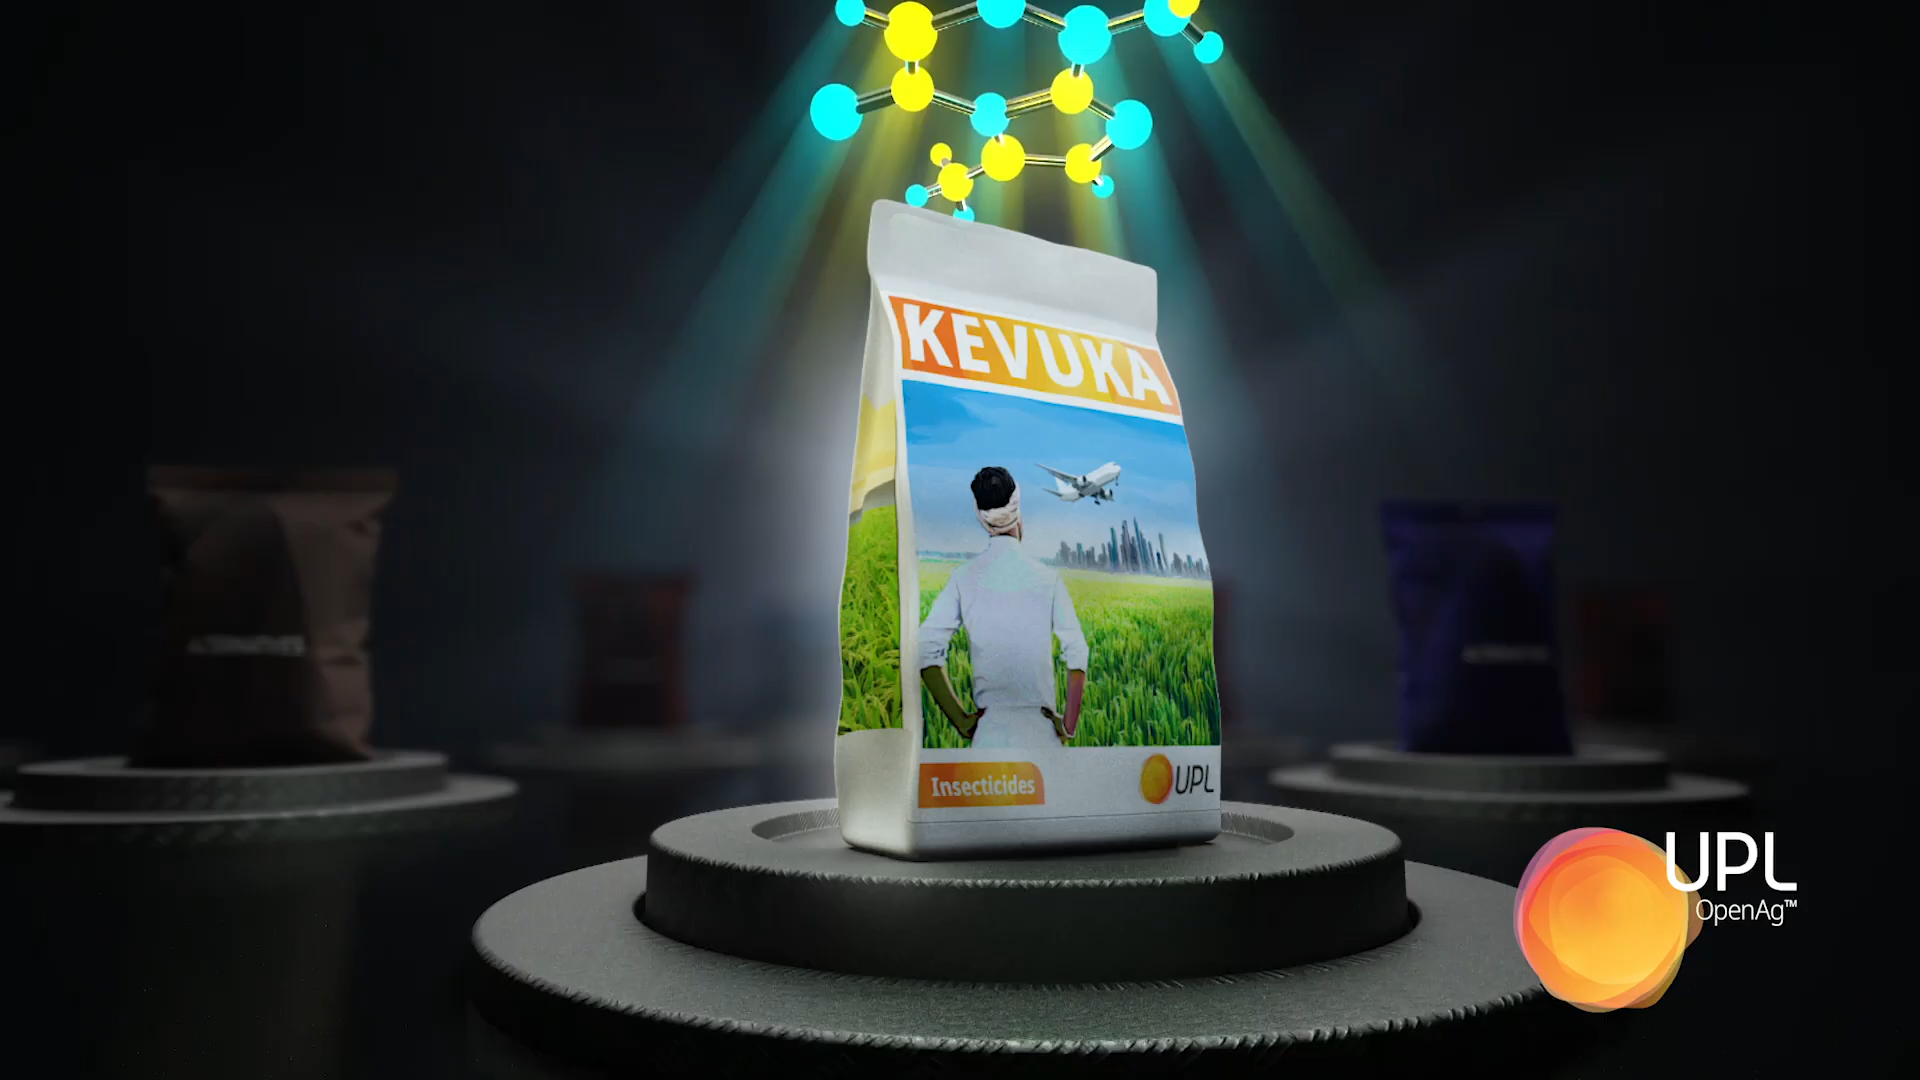 KEVUKA
Insecticides
UPL
UPL
OpenAg™